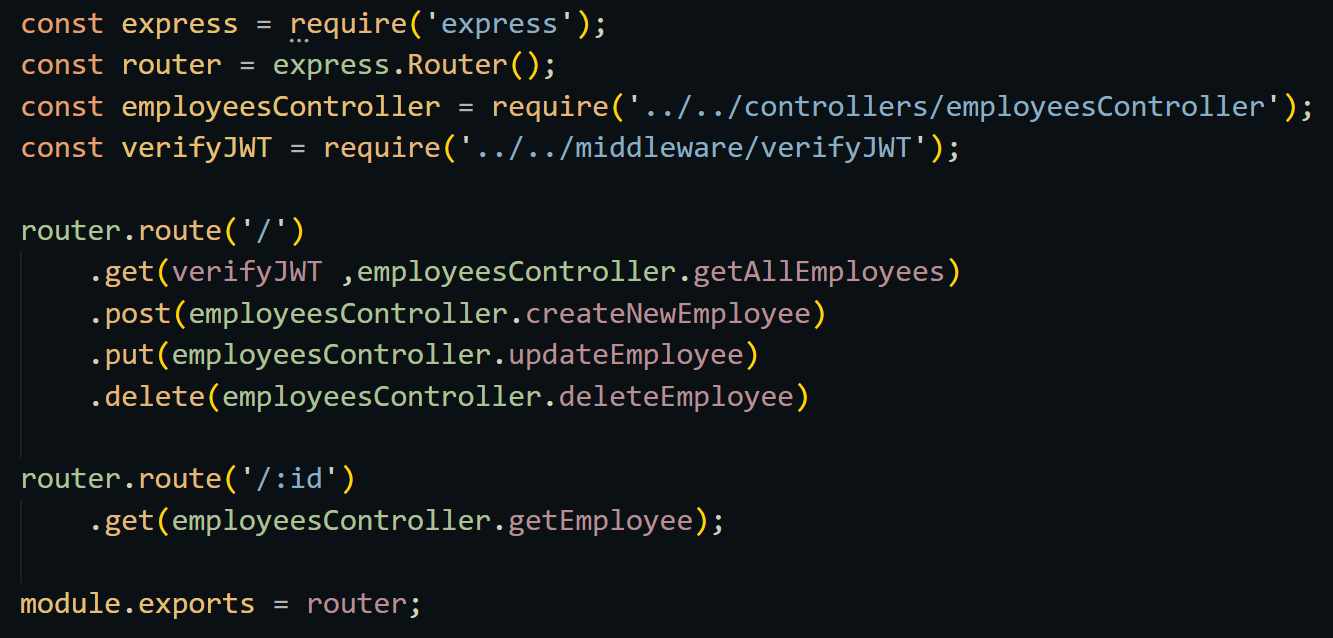 const express = require('express');
const router = express.Router();
const employeesController = require('../../controllers/employeesController');
const verifyJWT = require('../../middleware/verifyJWT');
router.route('/')
    .get(verifyJWT ,employeesController.getAllEmployees)
    .post(employeesController.createNewEmployee)
    .put(employeesController.updateEmployee)
    .delete(employeesController.deleteEmployee)
router.route('/:id')
    .get(employeesController.getEmployee);
module.exports = router;